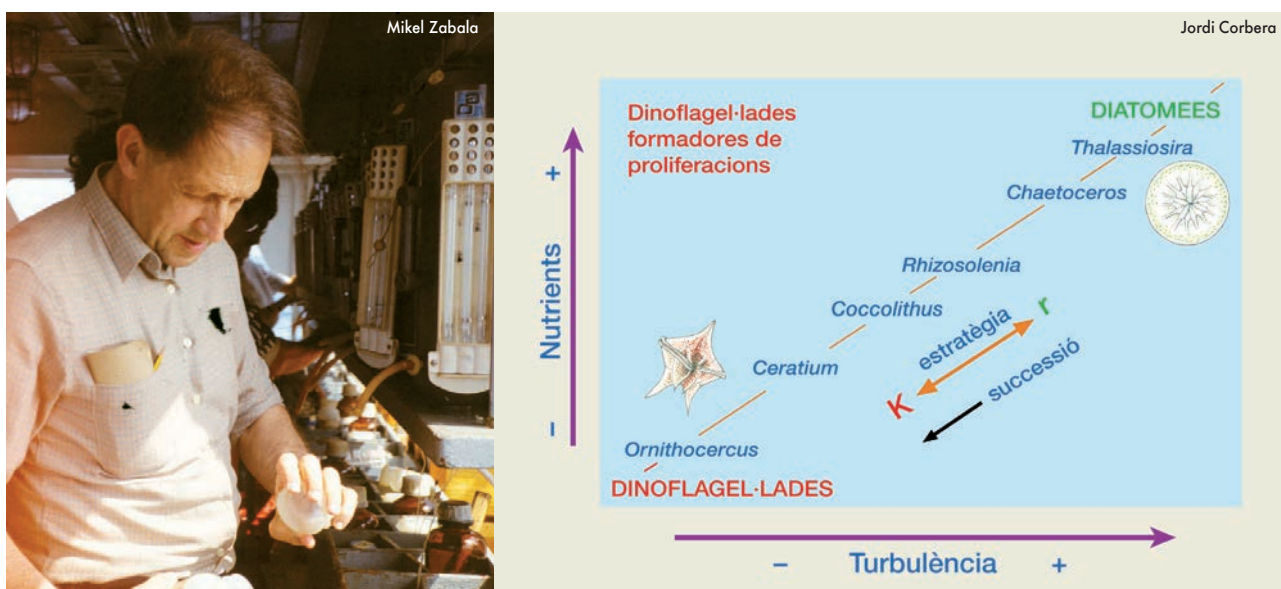 Mikel Zabala
Jordi Corbera
Dinoflagel·lades
formadores de
proliferacions
DIATOMEES
Thalassiosira
Chaetoceros
Rhizosolenia
Coccolithus
Ceratium
Ornithocercus
DINOFLAGEL·LADES
estratègia
r
K
successió
+
Nutrients
–
–
Turbulència
+